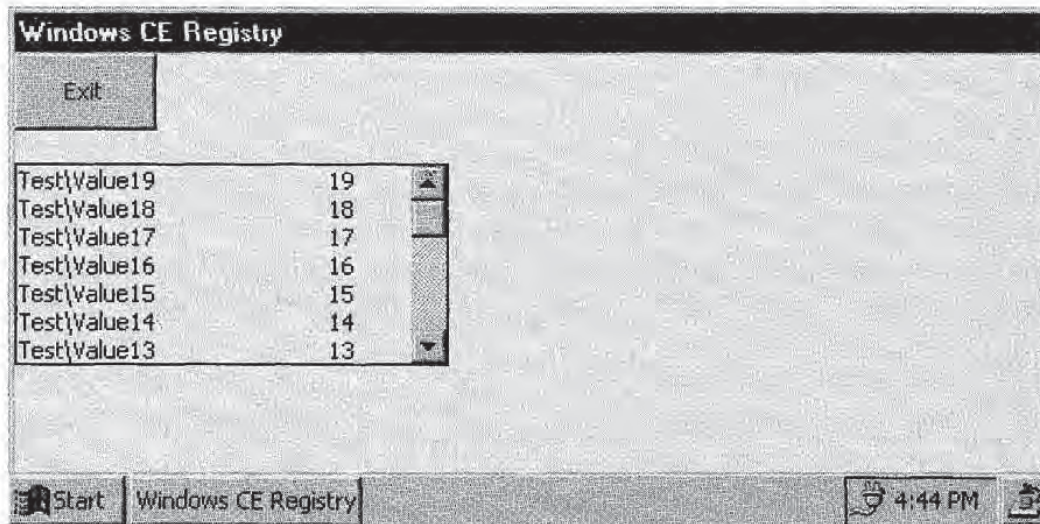 Windows CE Registry
Exit
Test\Value19 19
Test\Value18 18
Test\Value17 17
Test\Value16 16
Test\Value15 15
Test\Value14 14
Test\Value13 13
Start Windows CE Registry 4:44 PM